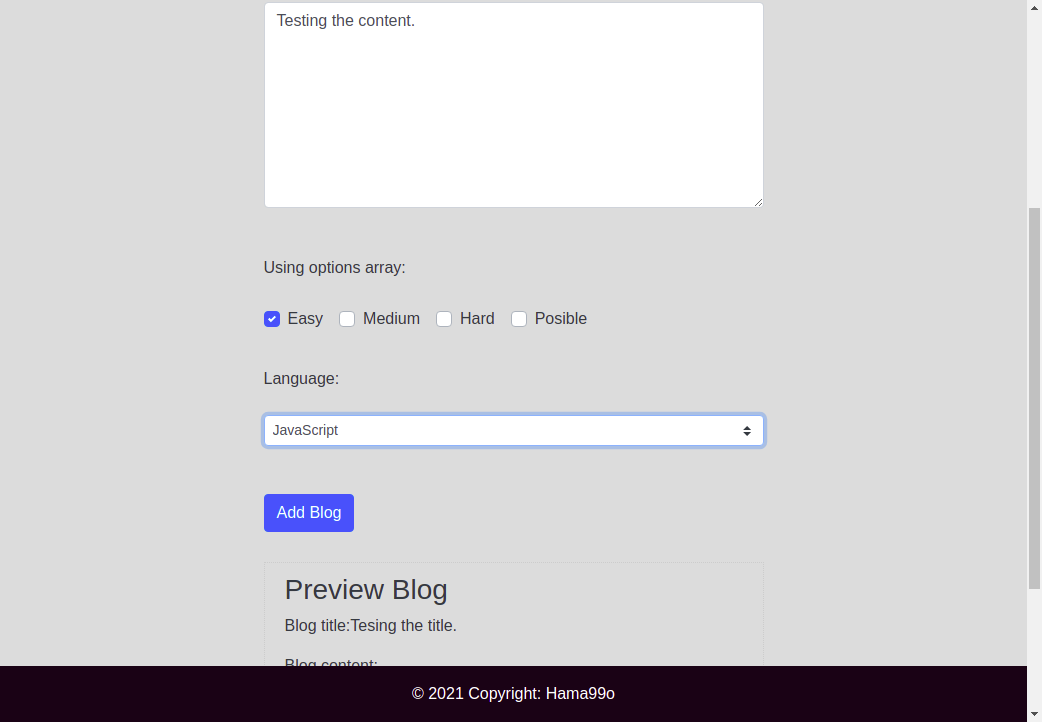 Testing the content.
Using options array:
Easy Medium Hard Posible
Language:
JavaScript
Add Blog
Preview Blog
Blog title:Tesing the title.
Blog content:
© 2021 Copyright: Hama99o